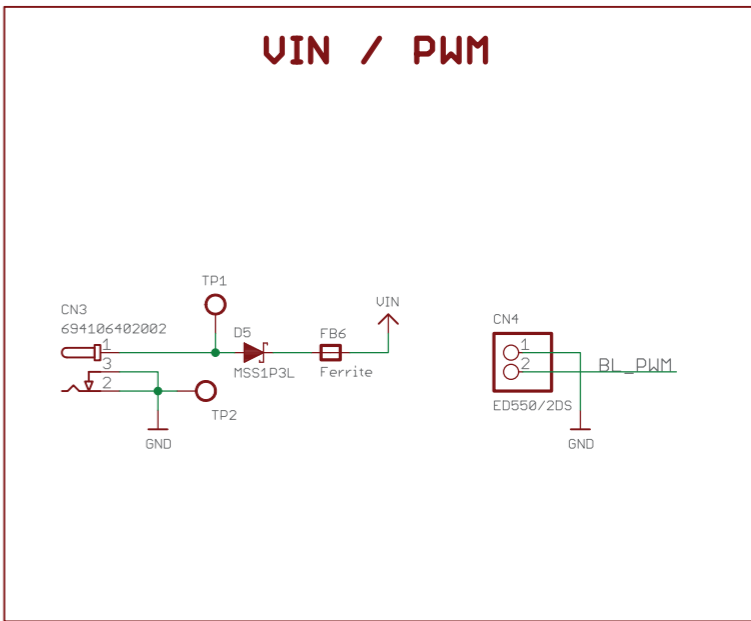 VIN / PWM
TP1
CN3
694106402002
1
3
2
TP2
GND
D5
MSS1P3L
FB6
Ferrite
VIN
CN4
1
2
BL_PWM
ED550/2DS
GND